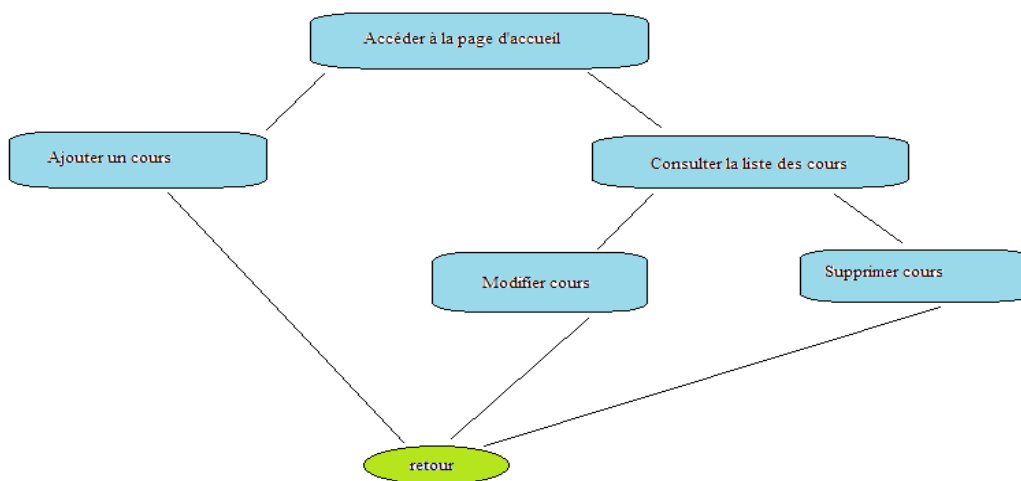 Accéder à la page d'accueil
Ajouter un cours
Consulter la liste des cours
Modifier cours
Supprimer cours
retour